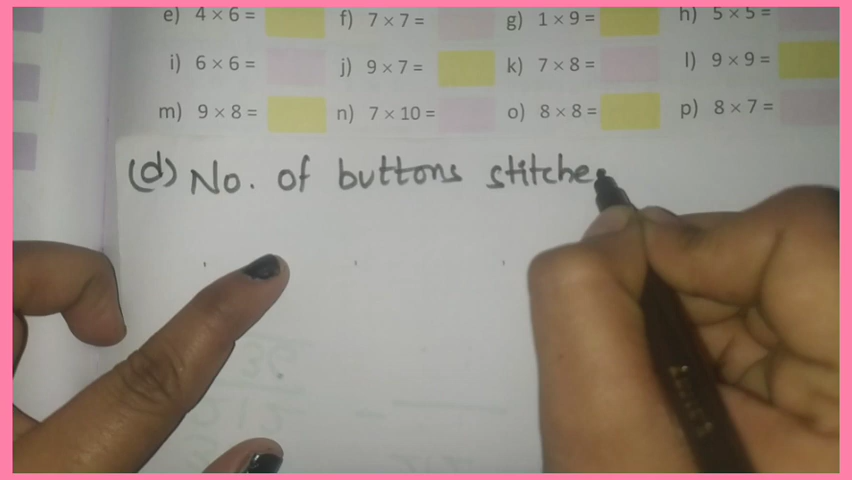 e) 4 × 6 = f) 7 × 7 = g) 1 × 9 = h) 5 × 5 =
i) 6 × 6 = j) 9 × 7 = k) 7 × 8 = l) 9 × 9 =
m) 9 × 8 = n) 7 × 10 = o) 8 × 8 = p) 8 × 7 =
(d) No. of buttons stitche